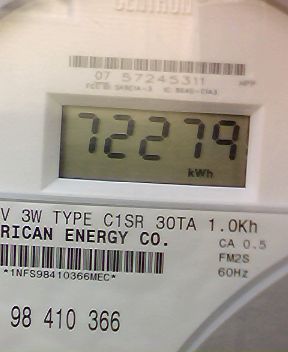 CENTRON
07 57245311
72279
kWh
V 3W TYPE C1SR 30TA 1.0Kh
RICAN ENERGY CO.
CA 0.5
FM2S
60Hz
*1NFS98410366MEC*
98 410 366